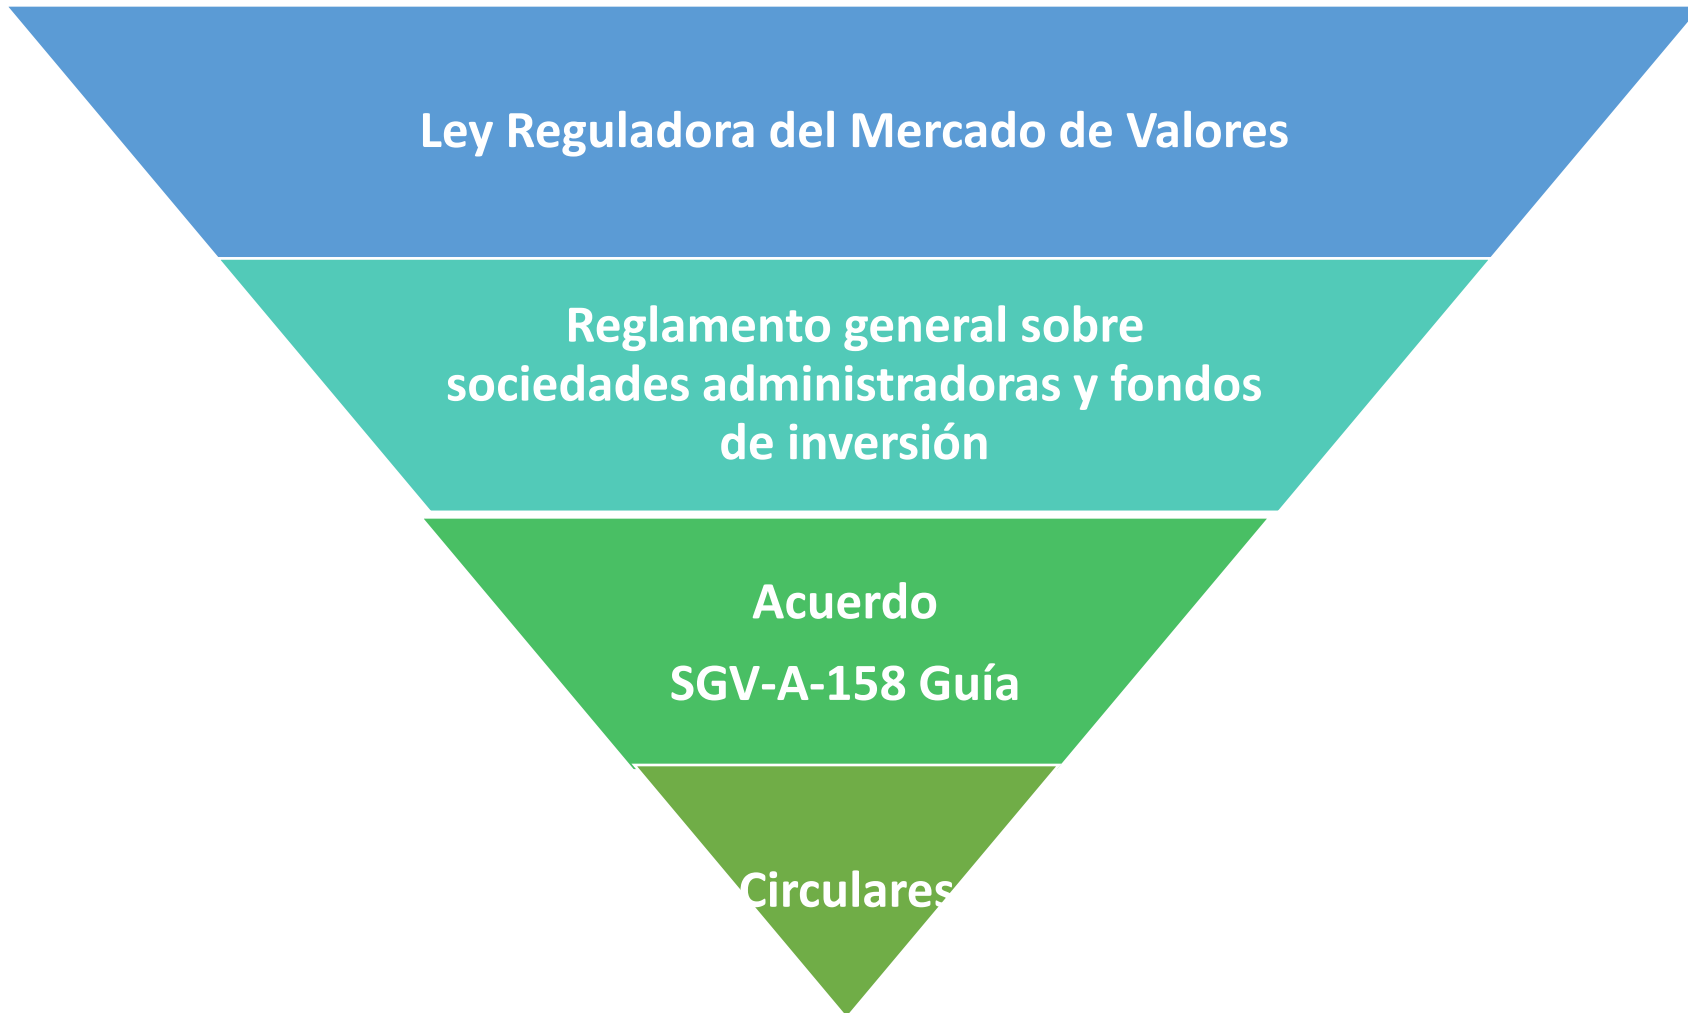 Ley Reguladora del Mercado de Valores
Reglamento general sobre
sociedades administradoras y fondos
de inversión
Acuerdo
SGV-A-158 Guía
Circulares